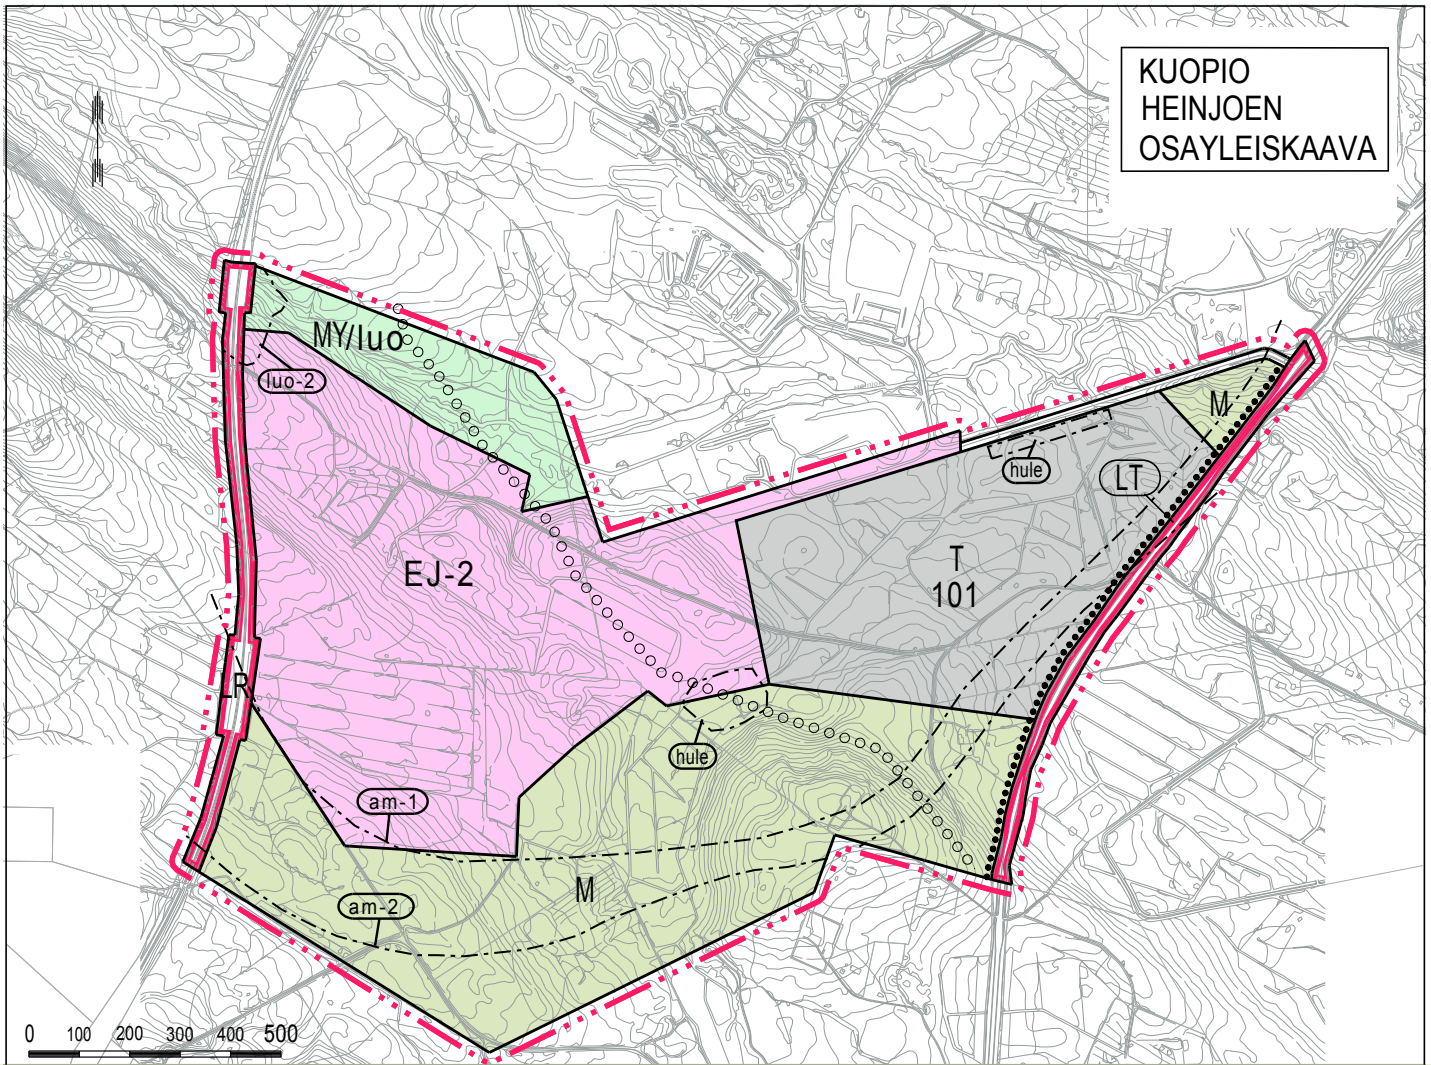 KUOPIO
HEINJOEN
OSAYLEISKAAVA
MY/luo
luo-2
M
hule
LT
EJ-2
T
101
LR
hule
am-1
M
am-2
0 100 200 300 400 500